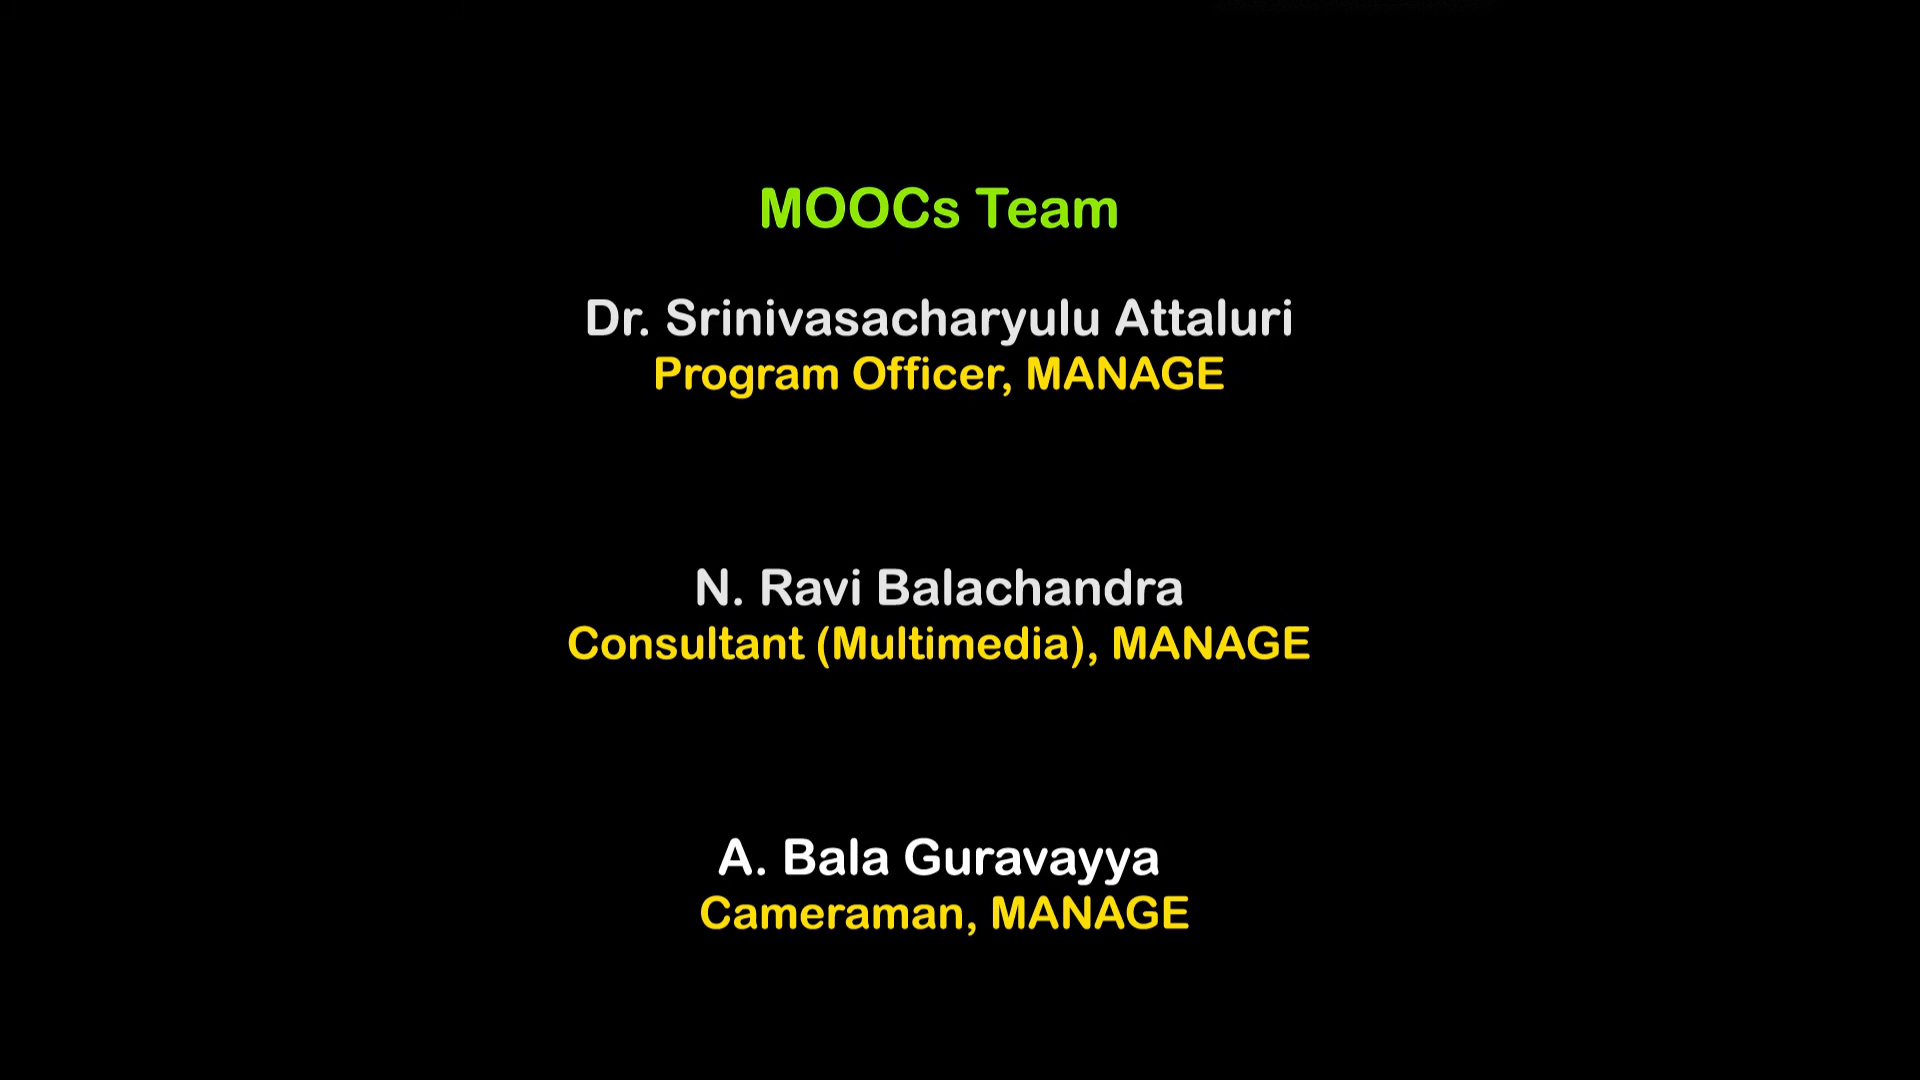 MOOCs Team
Dr. Srinivasacharyulu Attaluri
Program Officer, MANAGE
N. Ravi Balachandra
Consultant (Multimedia), MANAGE
A. Bala Guravayya
Cameraman, MANAGE